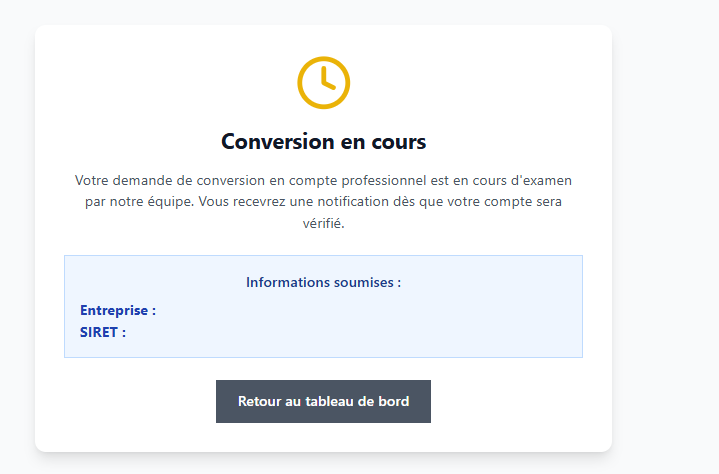 Conversion en cours
Votre demande de conversion en compte professionnel est en cours d'examen
par notre équipe. Vous recevrez une notification dès que votre compte sera
vérifié.
Informations soumises :
Entreprise :
SIRET :
Retour au tableau de bord